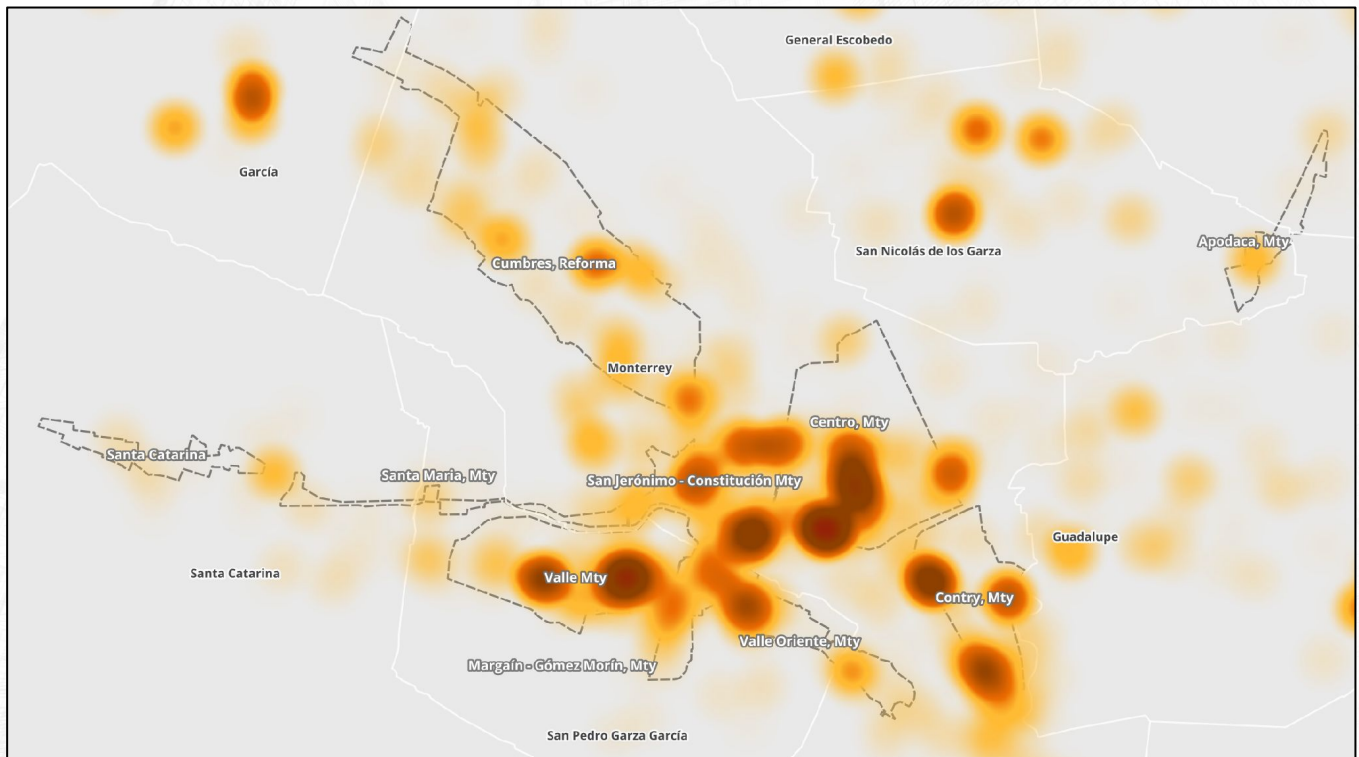 General Escobedo
García
San Nicolás de los Garza
Apodaca, Mty
Cumbres, Reforma
Monterrey
Centro, Mty
Santa Catarina
Santa Maria, Mty
San Jerónimo - Constitución Mty
Guadalupe
Santa Catarina
Valle Mty
Contry, Mty
Valle Oriente, Mty
Margaín - Gómez Morín, Mty
San Pedro Garza García